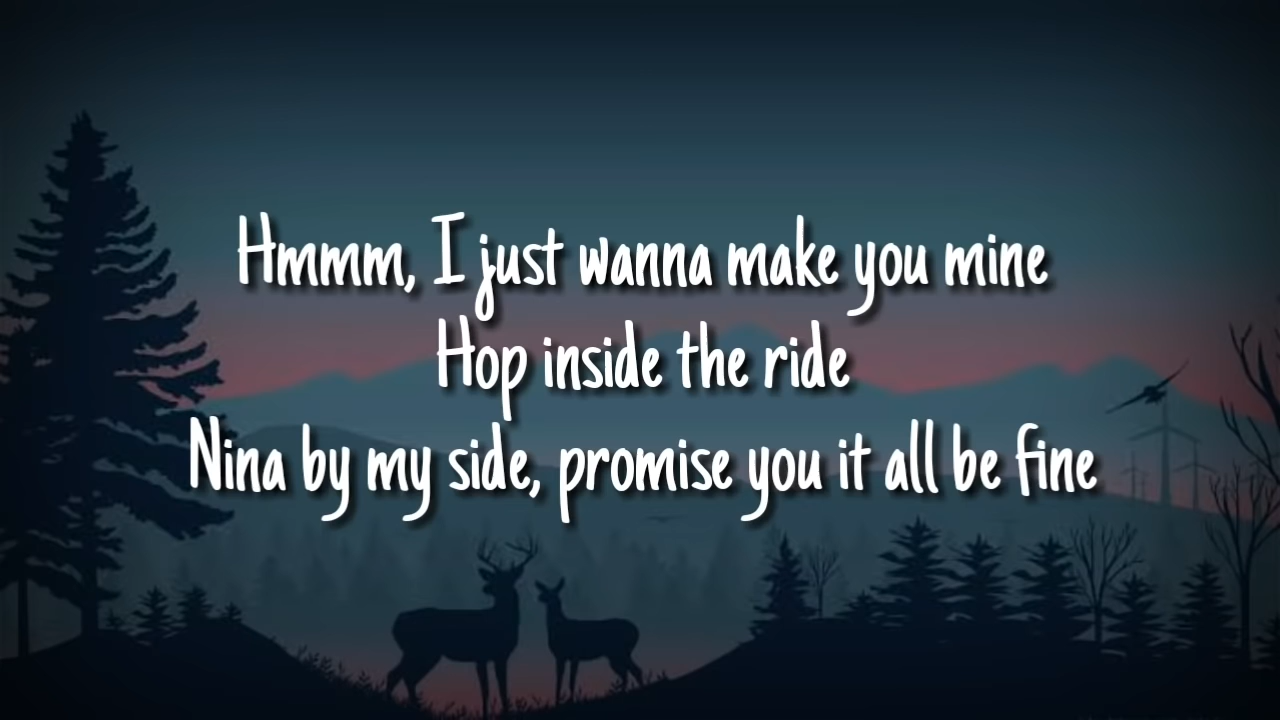 Hmmm, I just wanna make you mine
Hop inside the ride
Nina by my side, promise you it all be fine